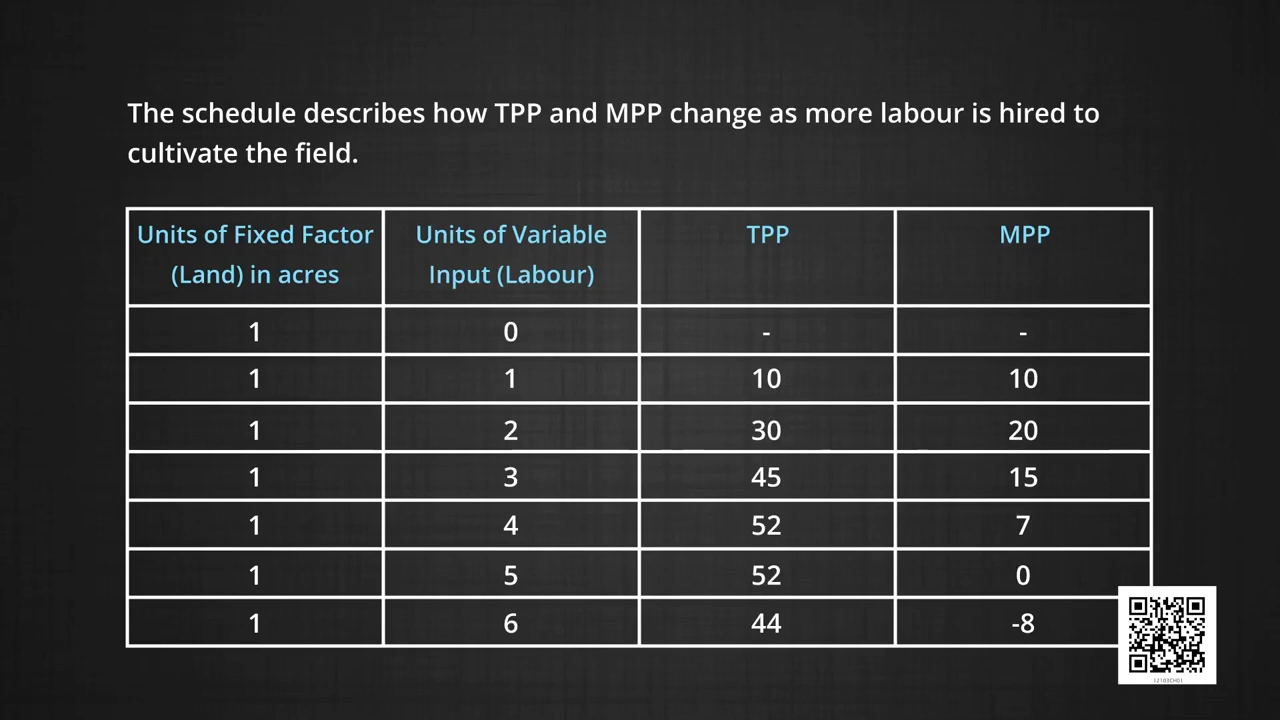 The schedule describes how TPP and MPP change as more labour is hired to
cultivate the field.
Units of Fixed Factor (Land) in acres Units of Variable Input (Labour) TPP MPP
1 0 - -
1 1 10 10
1 2 30 20
1 3 45 15
1 4 52 7
1 5 52 0
1 6 44 -8
12103CH01